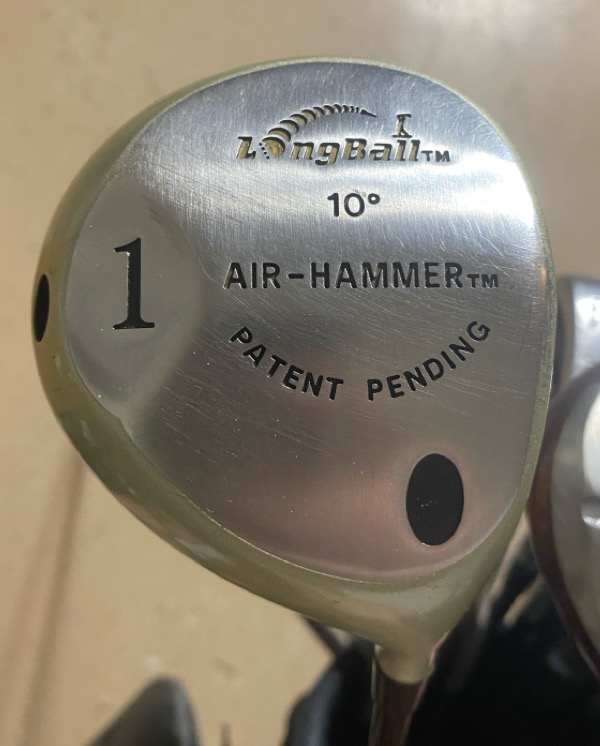 LongBall™
10°
1
AIR-HAMMER™
PATENT PENDING